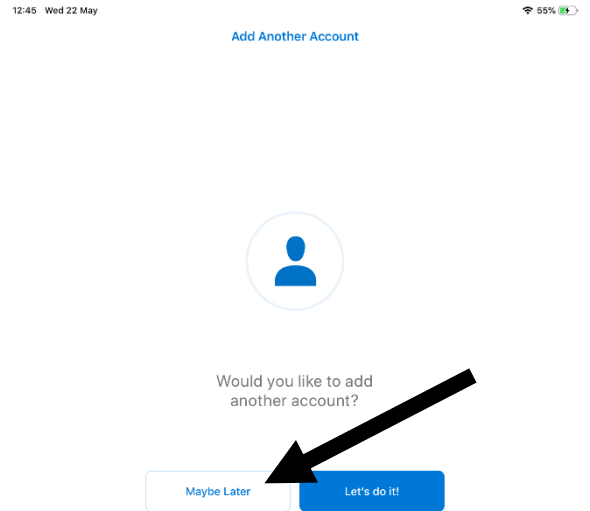 12:45 Wed 22 May 55%
Add Another Account
Would you like to add
another account?
Maybe Later Let's do it!